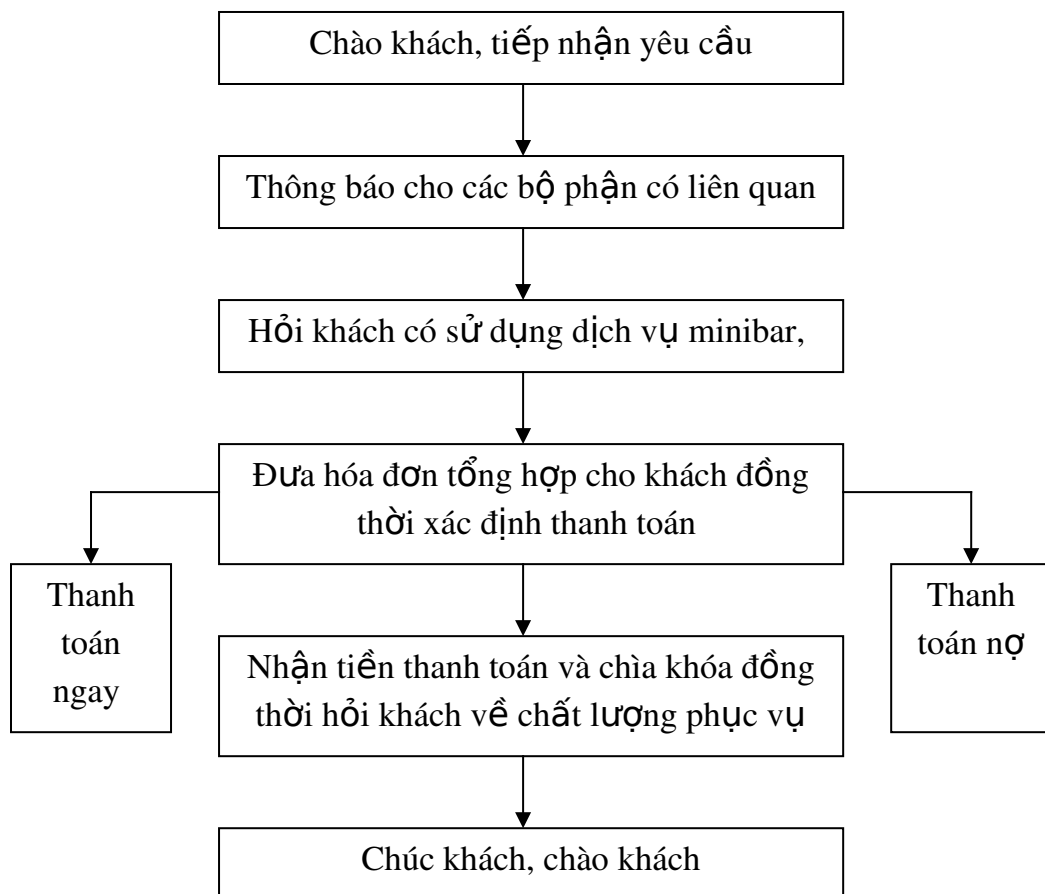 Chào khách, tiếp nhận yêu cầu
Thông báo cho các bộ phận có liên quan
Hỏi khách có sử dụng dịch vụ minibar,
Đưa hóa đơn tổng hợp cho khách đồng
thời xác định thanh toán
Thanh
toán
ngay
Thanh
toán nợ
Nhận tiền thanh toán và chìa khóa đồng
thời hỏi khách về chất lượng phục vụ
Chúc khách, chào khách